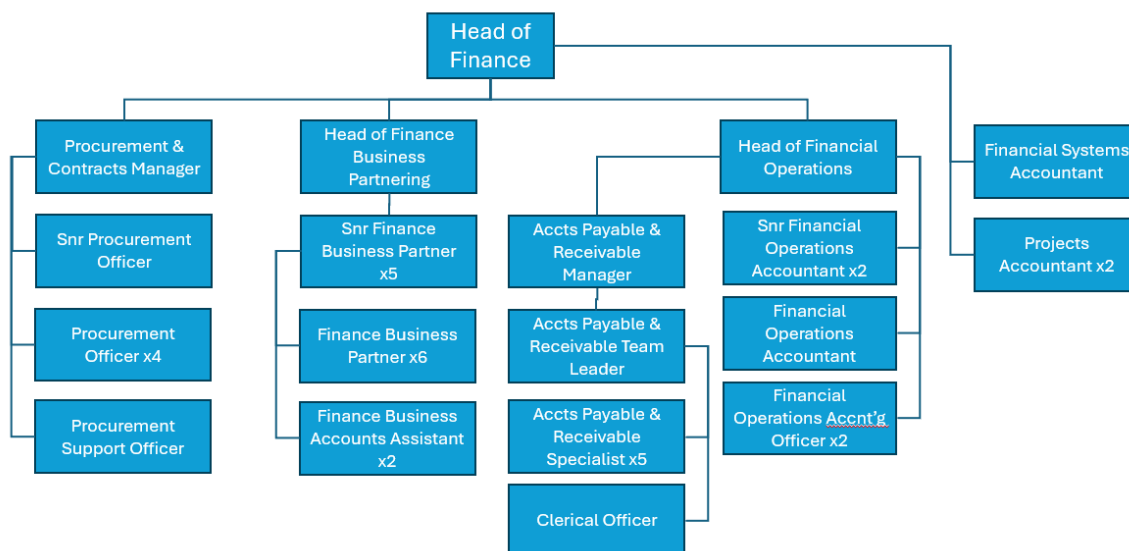 Head of
Finance
Procurement &
Contracts Manager
Snr Procurement
Officer
Procurement
Officer x4
Procurement
Support Officer
Head of Finance
Business
Partnering
Snr Finance
Business Partner
x5
Finance Business
Partner x6
Finance Business
Accounts Assistant
x2
Head of Financial
Operations
Accts Payable &
Receivable
Manager
Accts Payable &
Receivable Team
Leader
Accts Payable &
Receivable
Specialist x5
Clerical Officer
Snr Financial
Operations
Accountant x2
Financial
Operations
Accountant
Financial
Operations Accnt’g
Officer x2
Financial Systems
Accountant
Projects
Accountant x2